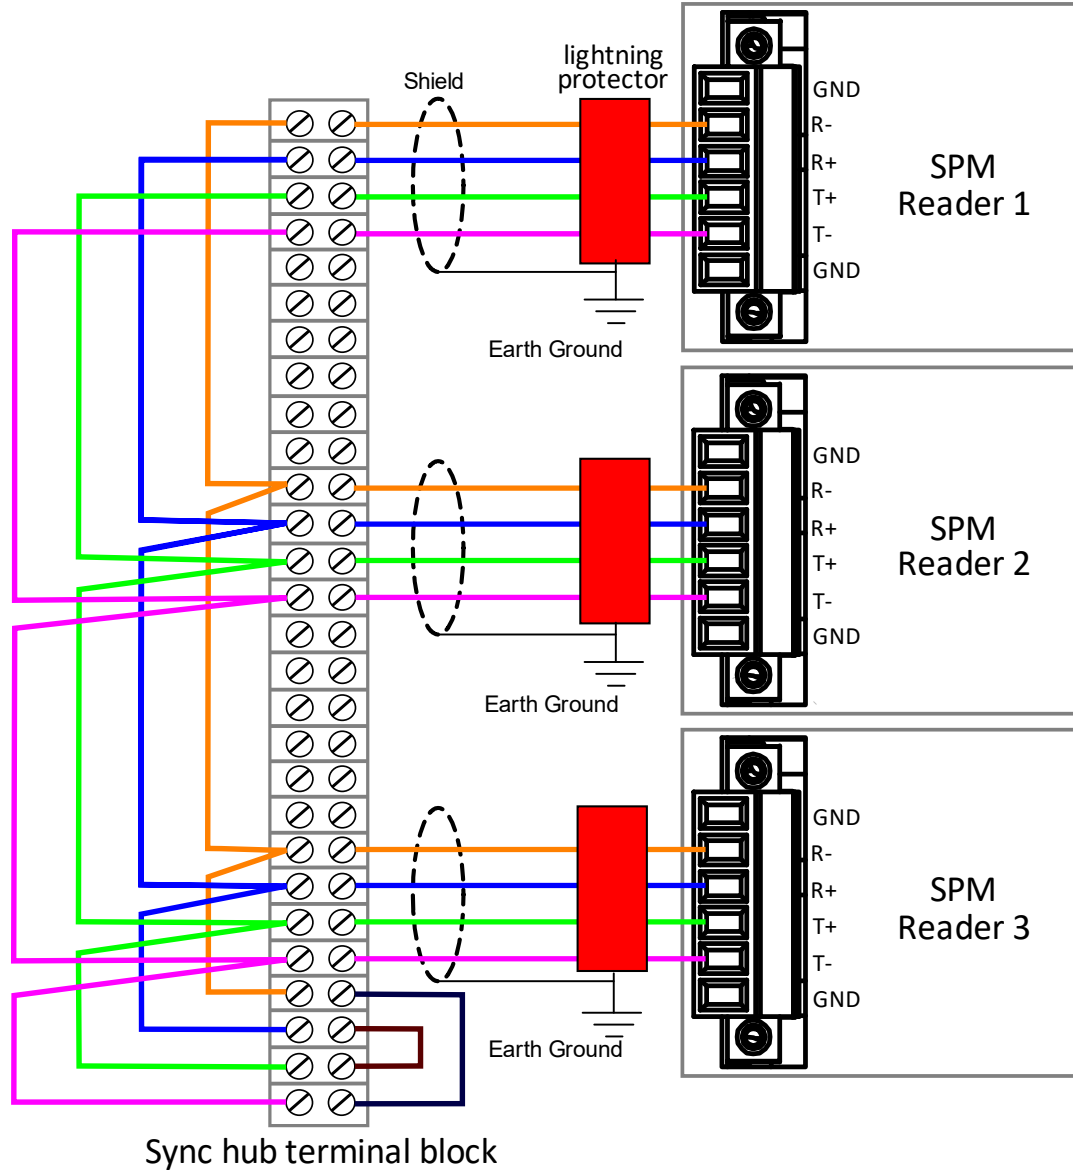 lightning
protector
Shield
GND
R-
R+
T+
T-
GND
SPM
Reader 1
Earth Ground
GND
R-
R+
T+
T-
GND
SPM
Reader 2
Earth Ground
GND
R-
R+
T+
T-
GND
SPM
Reader 3
Earth Ground
Sync hub terminal block